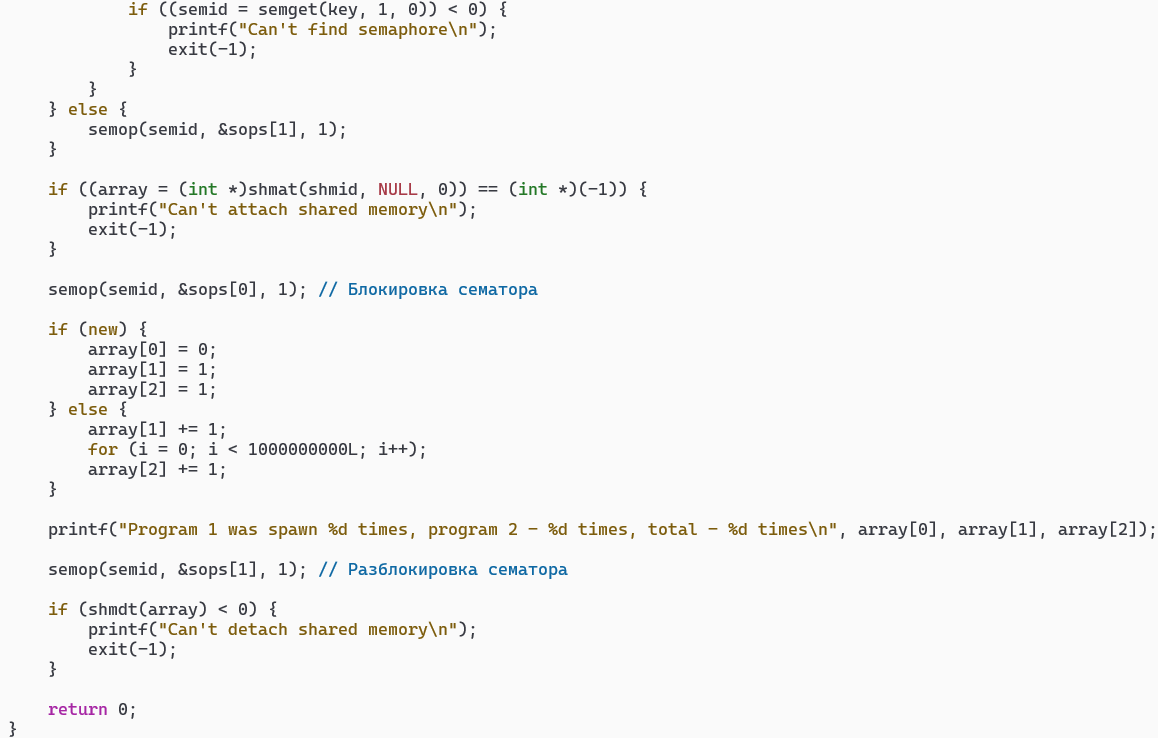 if ((semid = semget(key, 1, 0)) < 0) {
                printf("Can't find semaphore\n");
                exit(-1);
            }
        }
    } else {
        semop(semid, &sops[1], 1);
    }

    if ((array = (int *)shmat(shmid, NULL, 0)) == (int *)(-1)) {
        printf("Can't attach shared memory\n");
        exit(-1);
    }

    semop(semid, &sops[0], 1); // Блокировка сематора

    if (new) {
        array[0] = 0;
        array[1] = 1;
        array[2] = 1;
    } else {
        array[1] += 1;
        for (i = 0; i < 1000000000L; i++);
        array[2] += 1;
    }

    printf("Program 1 was spawn %d times, program 2 - %d times, total - %d times\n", array[0], array[1], array[2]);

    semop(semid, &sops[1], 1); // Разблокировка сематора

    if (shmdt(array) < 0) {
        printf("Can't detach shared memory\n");
        exit(-1);
    }

    return 0;
}